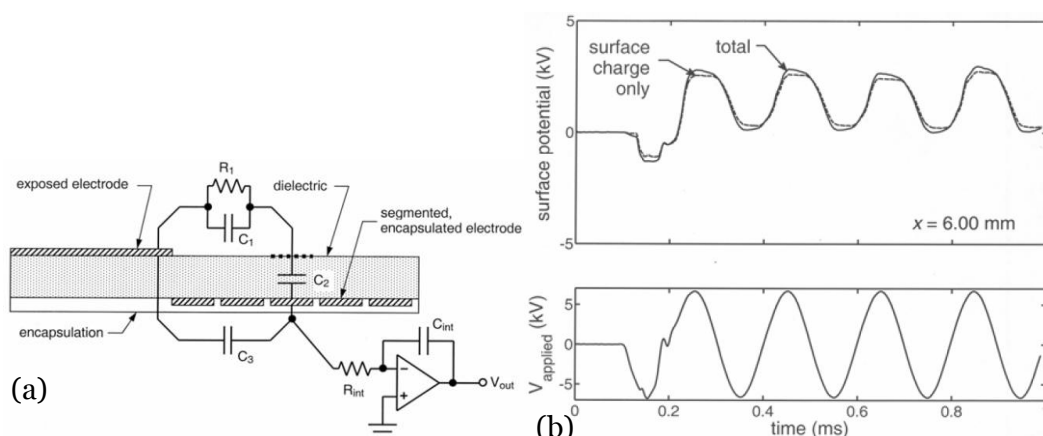 R1
exposed electrode
dielectric
segmented,
encapsulated electrode
C1
C2
encapsulation
C3
Cint
Rint
−
+
Vout
(a)
5
0
-5
surface potential (kV)
surface
charge
only
total
x = 6.00 mm
5
0
-5
Vapplied (kV)
0
0.2
0.4
0.6
0.8
time (ms)
(b)